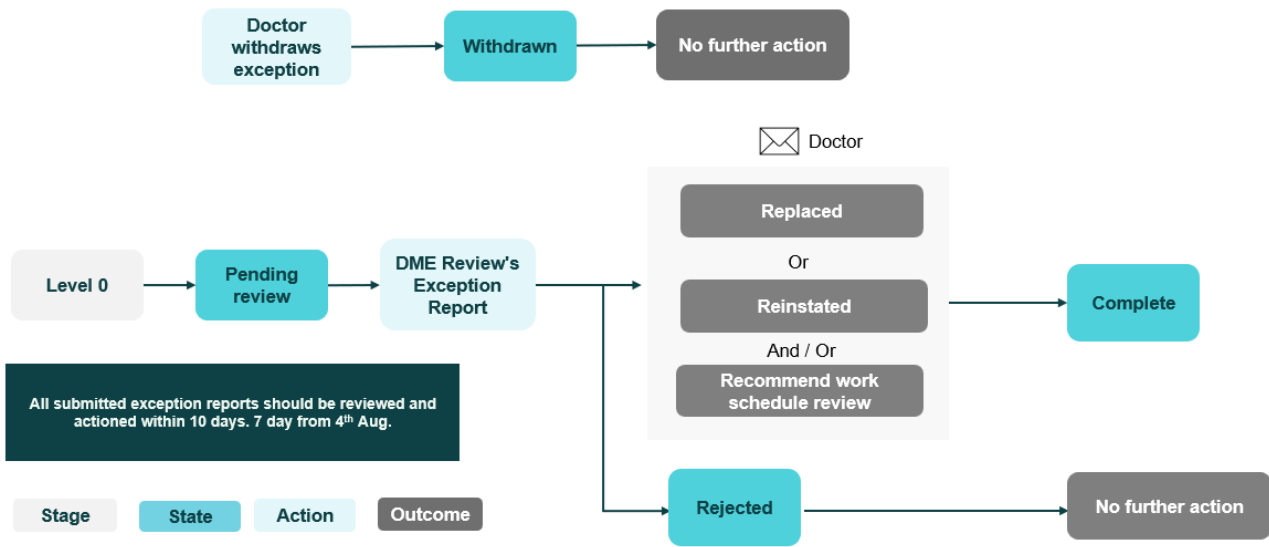 Doctor
withdraws
exception
Withdrawn
No further action
Doctor
Replaced
Or
Reinstated
And / Or
Recommend work
schedule review
Level 0
Pending
review
DME Review's
Exception
Report
Complete
All submitted exception reports should be reviewed and
actioned within 10 days. 7 day from 4th Aug.
Rejected
No further action
Stage
State
Action
Outcome